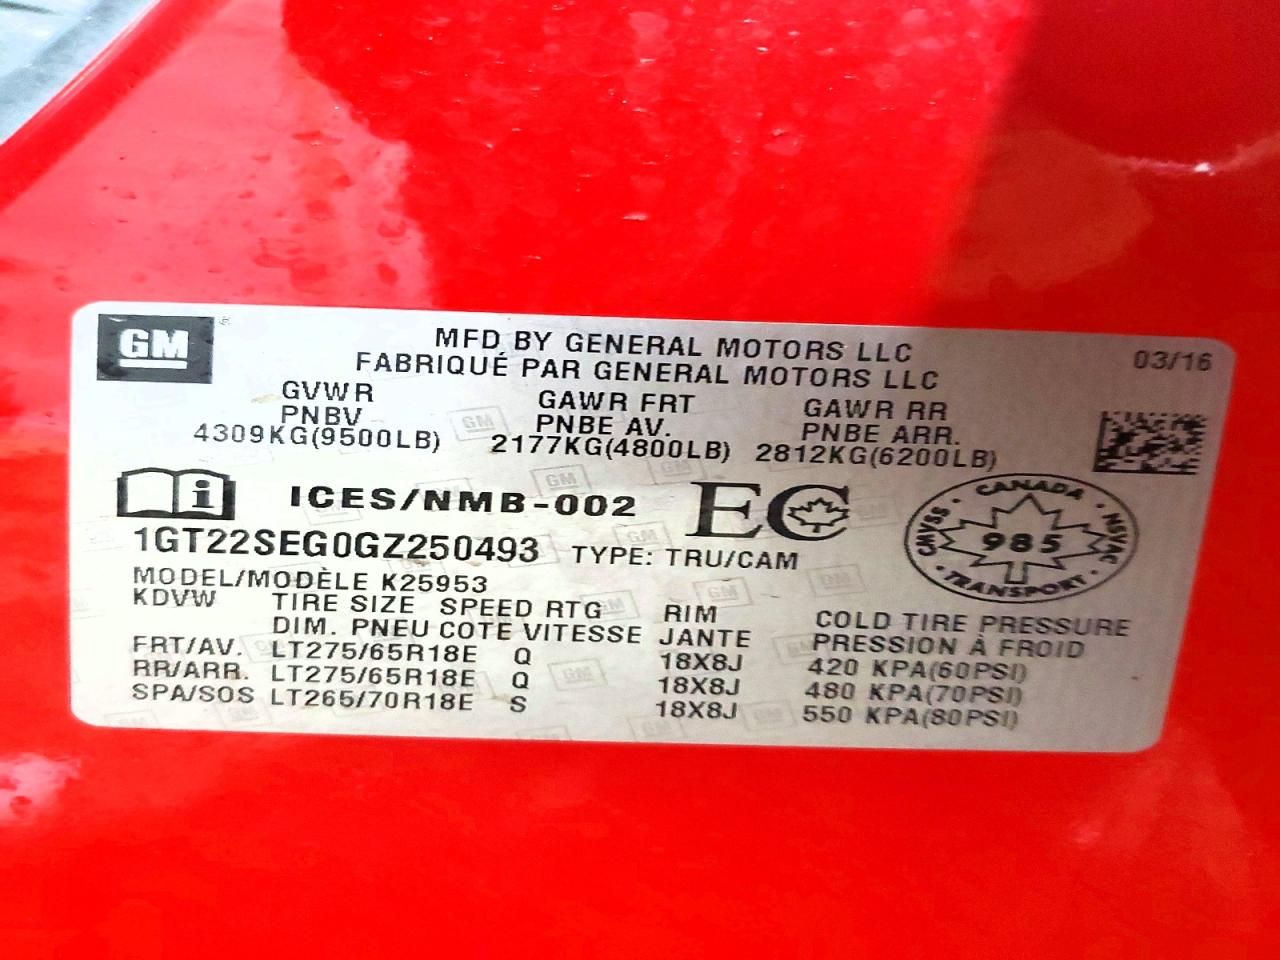 GM
MFD BY GENERAL MOTORS LLC
03/16
FABRIQUÉ PAR GENERAL MOTORS LLC
GVWR GAWR FRT GAWR RR
PNBV PNBE AV. PNBE ARR.
4309KG(9500LB) 2177KG(4800LB) 2812KG(6200LB)
i ICES/NMB-002 EC
CANADA
CMVSS 985 NSVAC
TRANSPORT
1GT22SEG0GZ250493 TYPE: TRU/CAM
MODEL/MODÈLE K25953
KDVW TIRE SIZE SPEED RTG RIM COLD TIRE PRESSURE
DIM. PNEU COTE VITESSE JANTE PRESSION À FROID
FRT/AV. LT275/65R18E Q 18X8J 420 KPA(60PSI)
RR/ARR. LT275/65R18E Q 18X8J 480 KPA(70PSI)
SPA/SOS LT265/70R18E S 18X8J 550 KPA(80PSI)